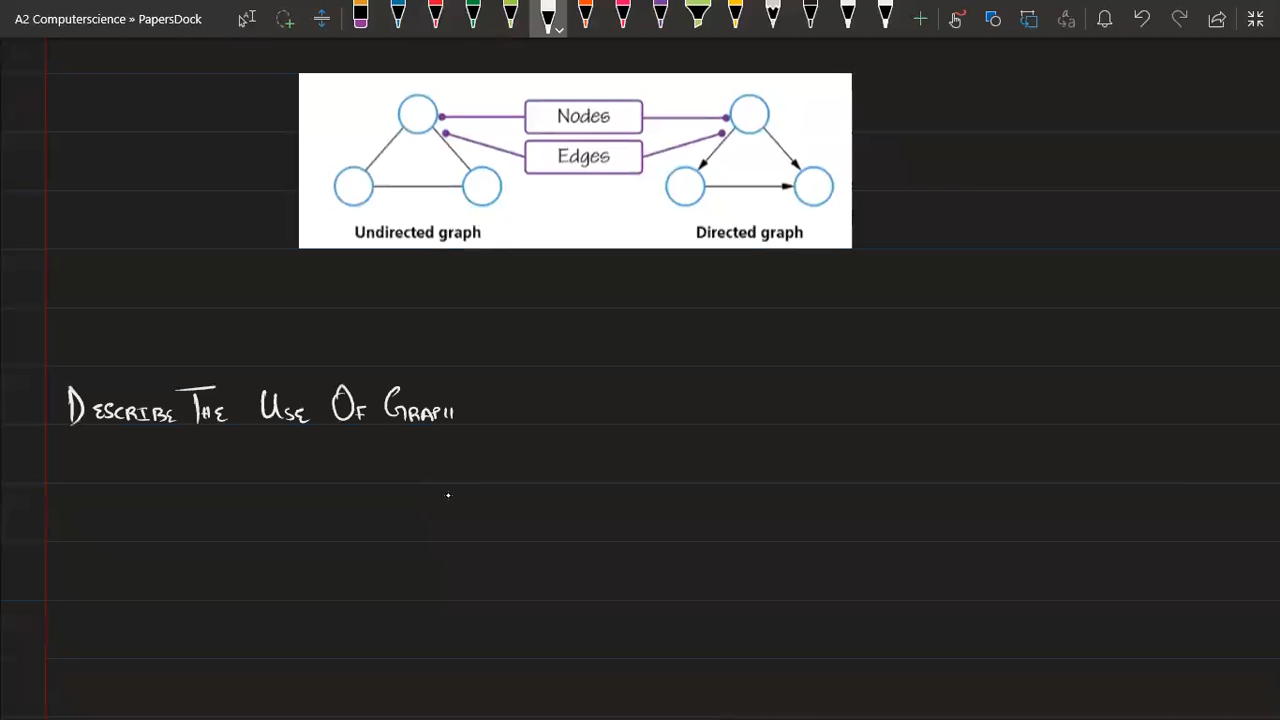 A2 Computerscience » PapersDock
Nodes
Edges
Undirected graph
Directed graph
DESCRIBE THE USE OF GRAPH